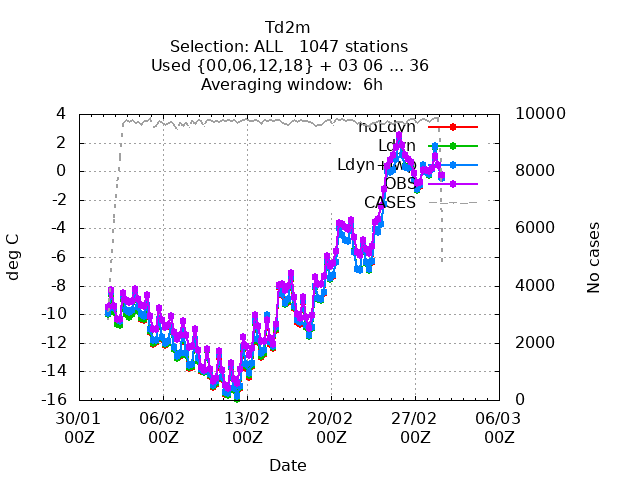 Td2m
Selection: ALL   1047 stations
Used {00,06,12,18} + 03 06 ... 36
Averaging window:  6h
4
2
0
-2
-4
-6
-8
-10
-12
-14
-16
10000
8000
6000
4000
2000
0
noLdyn
Ldyn
OBS
CASES
deg C
No cases
30/01 06/02 13/02 20/02 27/02 06/03
00Z 00Z 00Z 00Z 00Z 00Z
Date